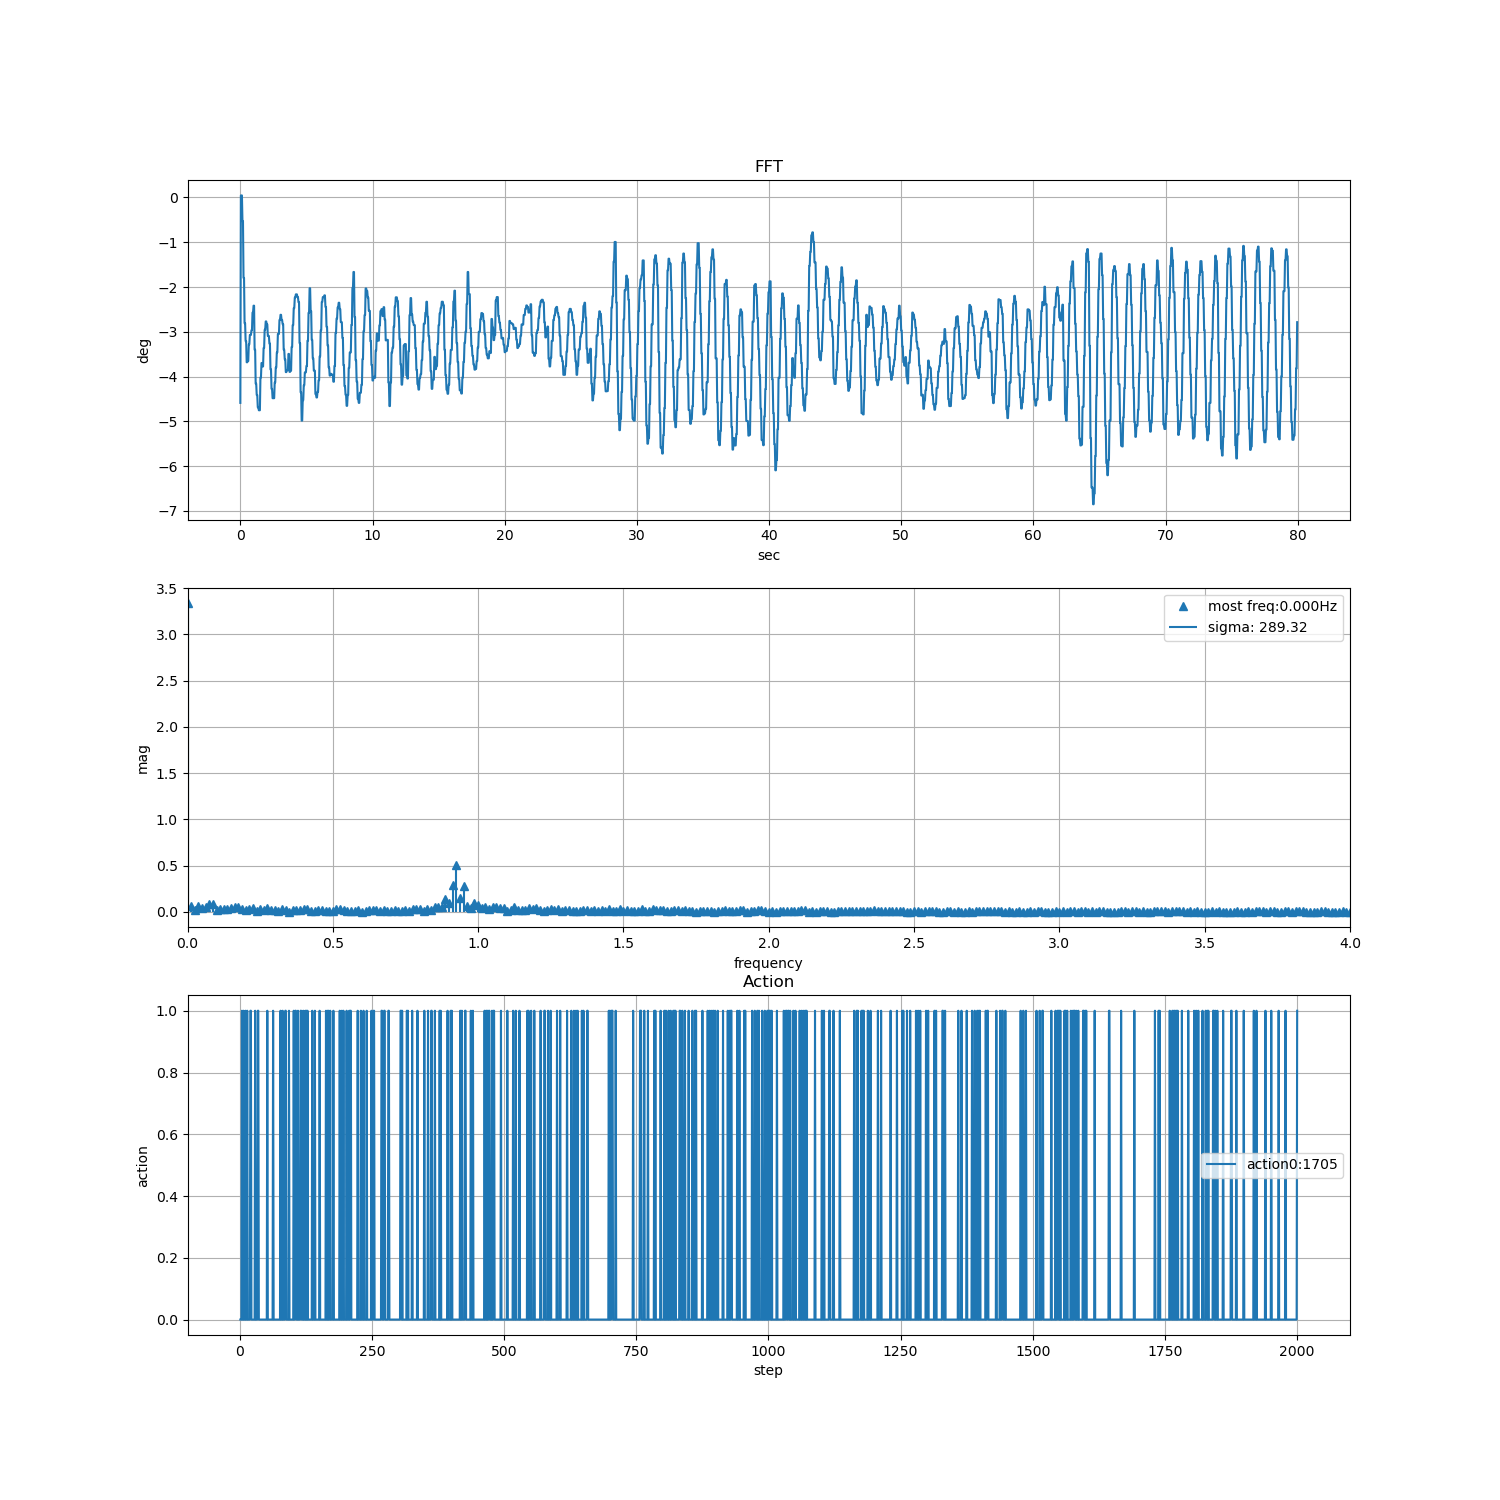 FFT
0
−1
−2
−3
−4
−5
−6
−7
deg
0 10 20 30 40 50 60 70 80
sec
3.5
3.0
2.5
2.0
1.5
1.0
0.5
0.0
mag
most freq:0.000Hz
sigma: 289.32
0.0 0.5 1.0 1.5 2.0 2.5 3.0 3.5 4.0
frequency
Action
1.0
0.8
0.6
0.4
0.2
0.0
action
action0:1705
0 250 500 750 1000 1250 1500 1750 2000
step